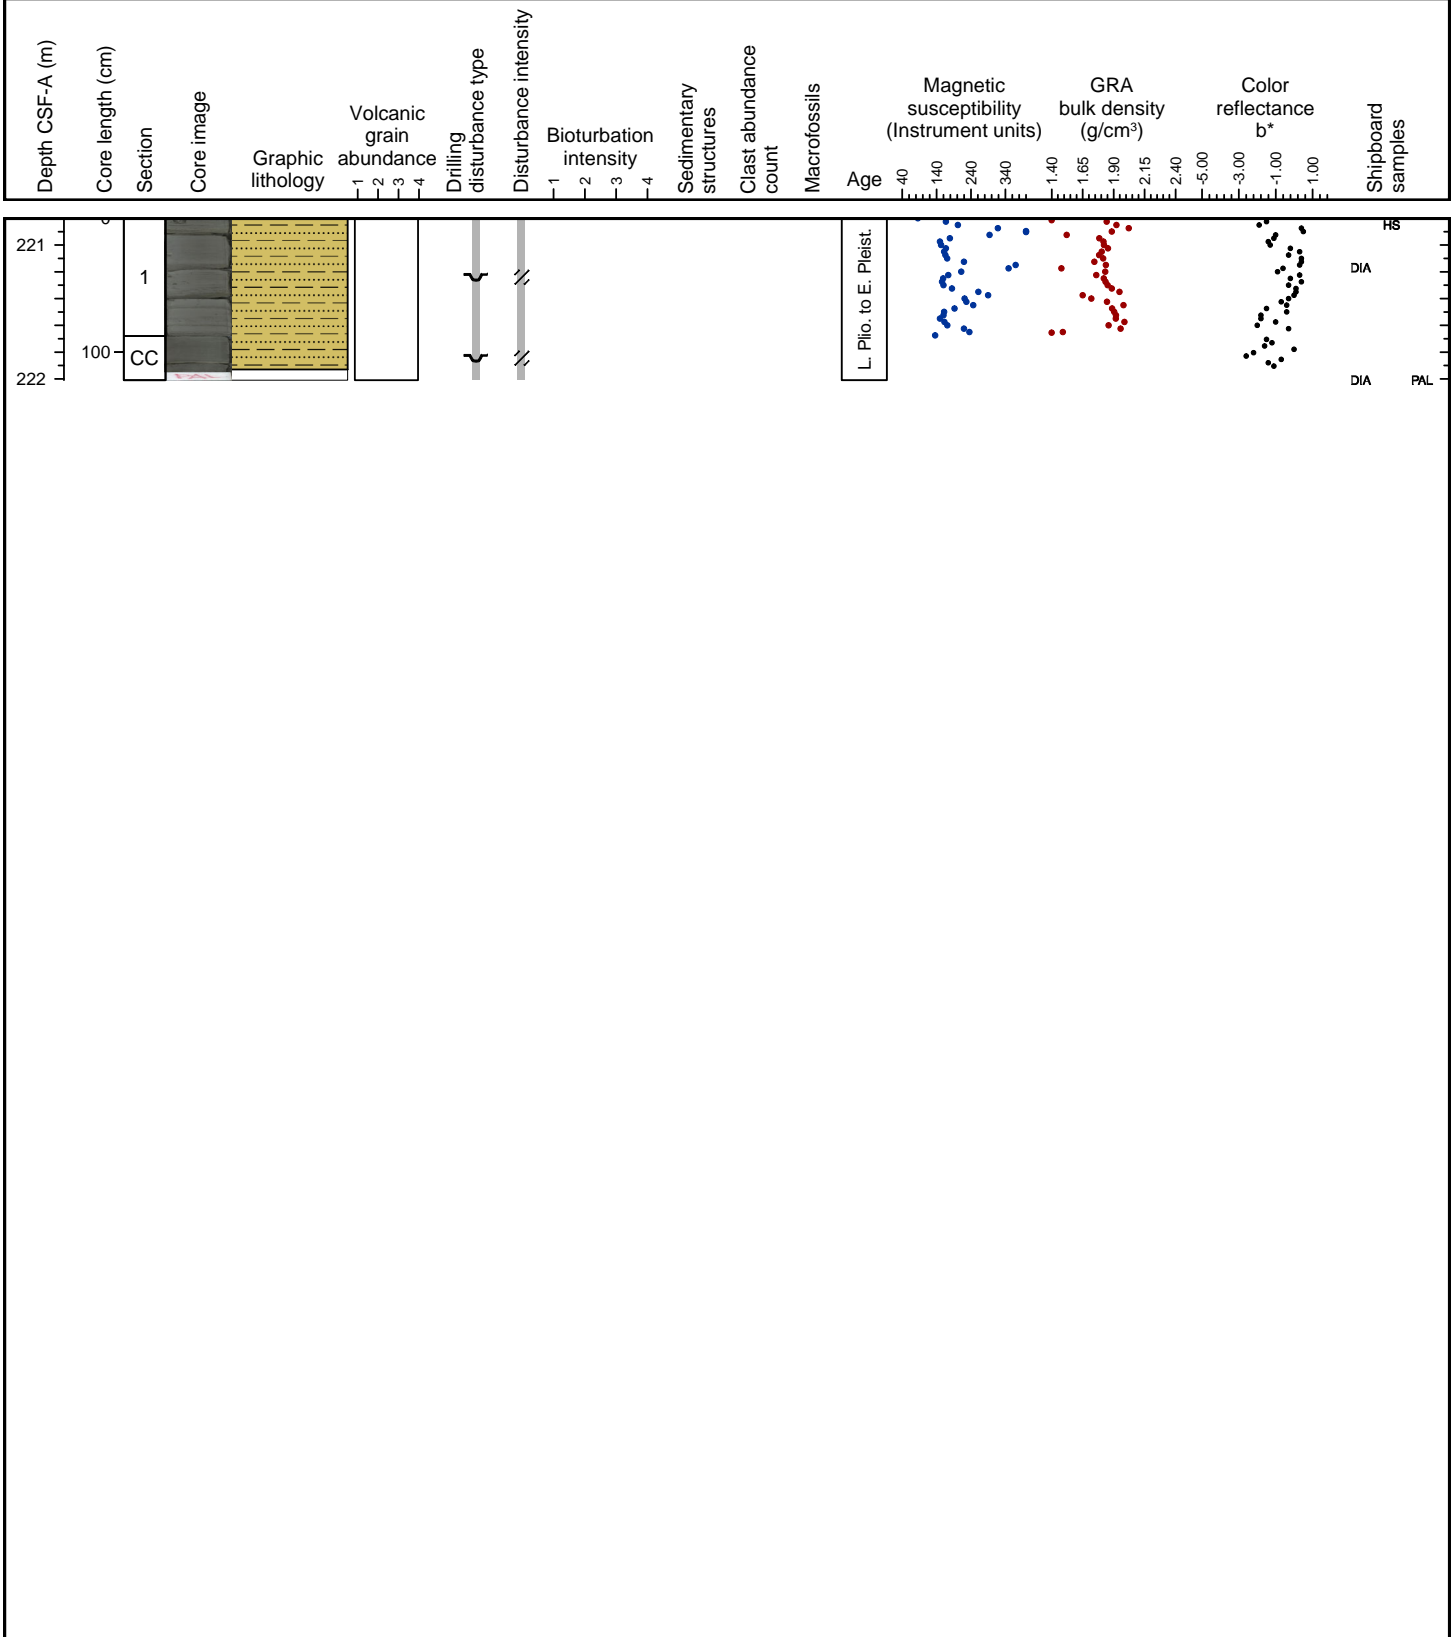 Depth CSF-A (m)
Core length (cm)
Section
Core image
Graphic
lithology
Volcanic
grain
abundance
1 2 3 4
Drilling
disturbance type
Disturbance intensity
Bioturbation
intensity
1 2 3 4
Sedimentary
structures
Clast abundance
count
Macrofossils
Age
Magnetic
susceptibility
(Instrument units)
40 140 240 340
GRA
bulk density
(g/cm³)
1.40 1.65 1.90 2.15 2.40
Color
reflectance
b*
-5.00 -3.00 -1.00 1.00
Shipboard
samples
221
222
0
100
1
CC
PAL
L. Plio. to E. Pleist.
HS
DIA
DIA PAL